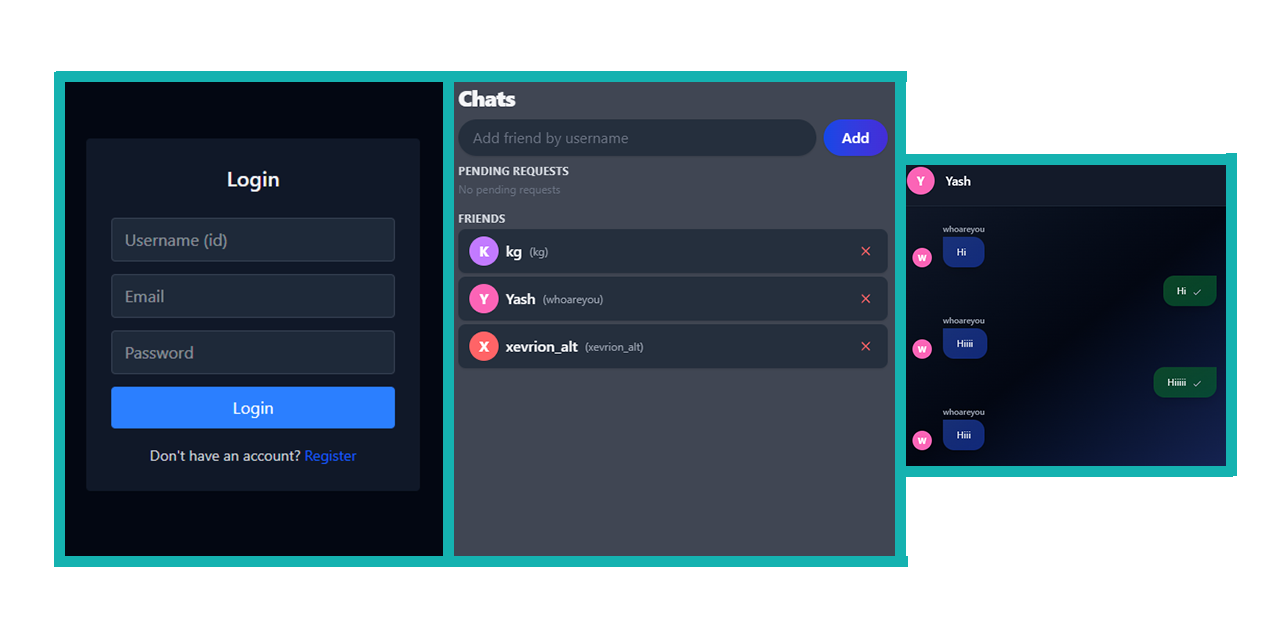 Login
Username (id)
Email
Password
Login
Don't have an account? Register
Chats
Add friend by username
Add
PENDING REQUESTS
No pending requests
FRIENDS
K kg (kg) ×
Y Yash (whoareyou) ×
X xevrion_alt (xevrion_alt) ×
Y Yash
whoareyou
W Hi
Hi ✓
whoareyou
W Hiiii
Hiiiii ✓
whoareyou
W Hiii